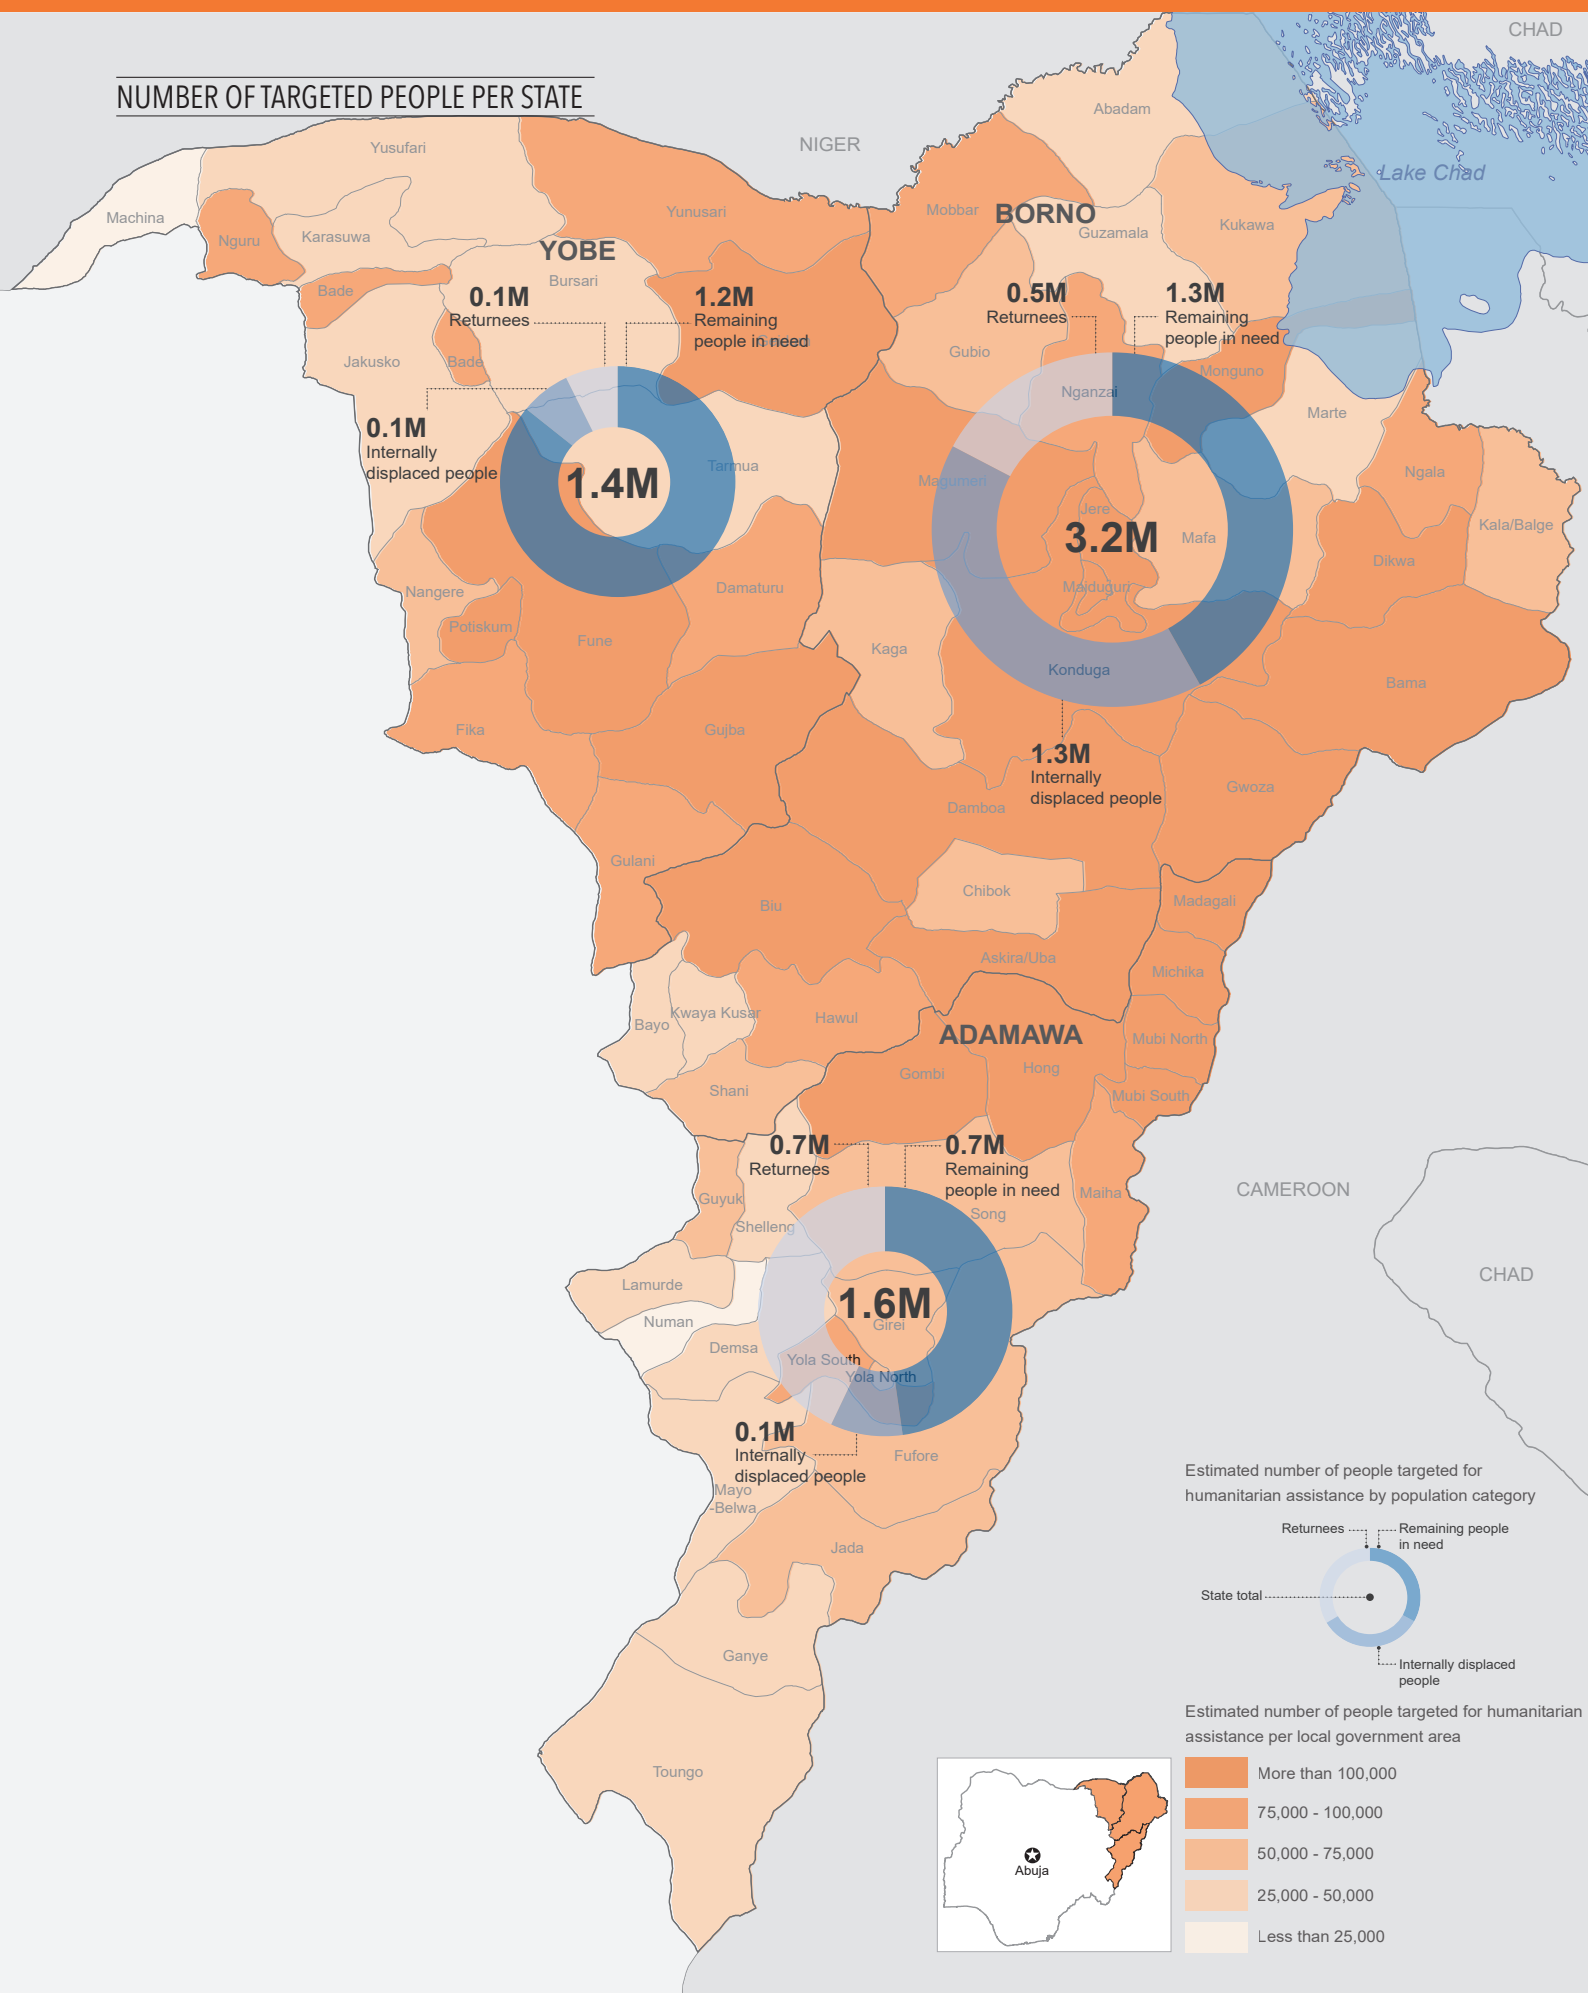 NUMBER OF TARGETED PEOPLE PER STATE
CHAD
NIGER
Lake Chad
Abadam
Yusufari
Machina
Nguru
Karasuwa
Yunusari
Mobbar
BORNO
Guzamala
Kukawa
YOBE
Bursari
Bade
0.1M
Returnees
1.2M
Remaining
people in need
0.5M
Returnees
1.3M
Remaining
people in need
Jakusko
Bade
Gubio
Nganzai
Monguno
Marte
0.1M
Internally
displaced people
1.4M
Tarmua
Magumeri
Jere
3.2M
Mafa
Ngala
Kala/Balge
Dikwa
Maiduguri
Nangere
Damaturu
Potiskum
Fune
Kaga
Konduga
Bama
Fika
Gujba
1.3M
Internally
displaced people
Gwoza
Damboa
Gulani
Chibok
Biu
Madagali
Askira/Uba
Michika
Kwaya Kusar
Bayo
Hawul
ADAMAWA
Mubi North
Gombi
Hong
Shani
Mubi South
0.7M
Returnees
0.7M
Remaining
people in need
Guyuk
Shelleng
Song
Maiha
CAMEROON
CHAD
Lamurde
Numan
Demsa
1.6M
Girei
Yola South
Yola North
0.1M
Internally
displaced people
Fufore
Mayo
-Belwa
Jada
Ganye
Toungo
Estimated number of people targeted for
humanitarian assistance by population category
Returnees
Remaining people
in need
State total
Internally displaced
people
Estimated number of people targeted for humanitarian
assistance per local government area
More than 100,000
75,000 - 100,000
50,000 - 75,000
25,000 - 50,000
Less than 25,000
Abuja